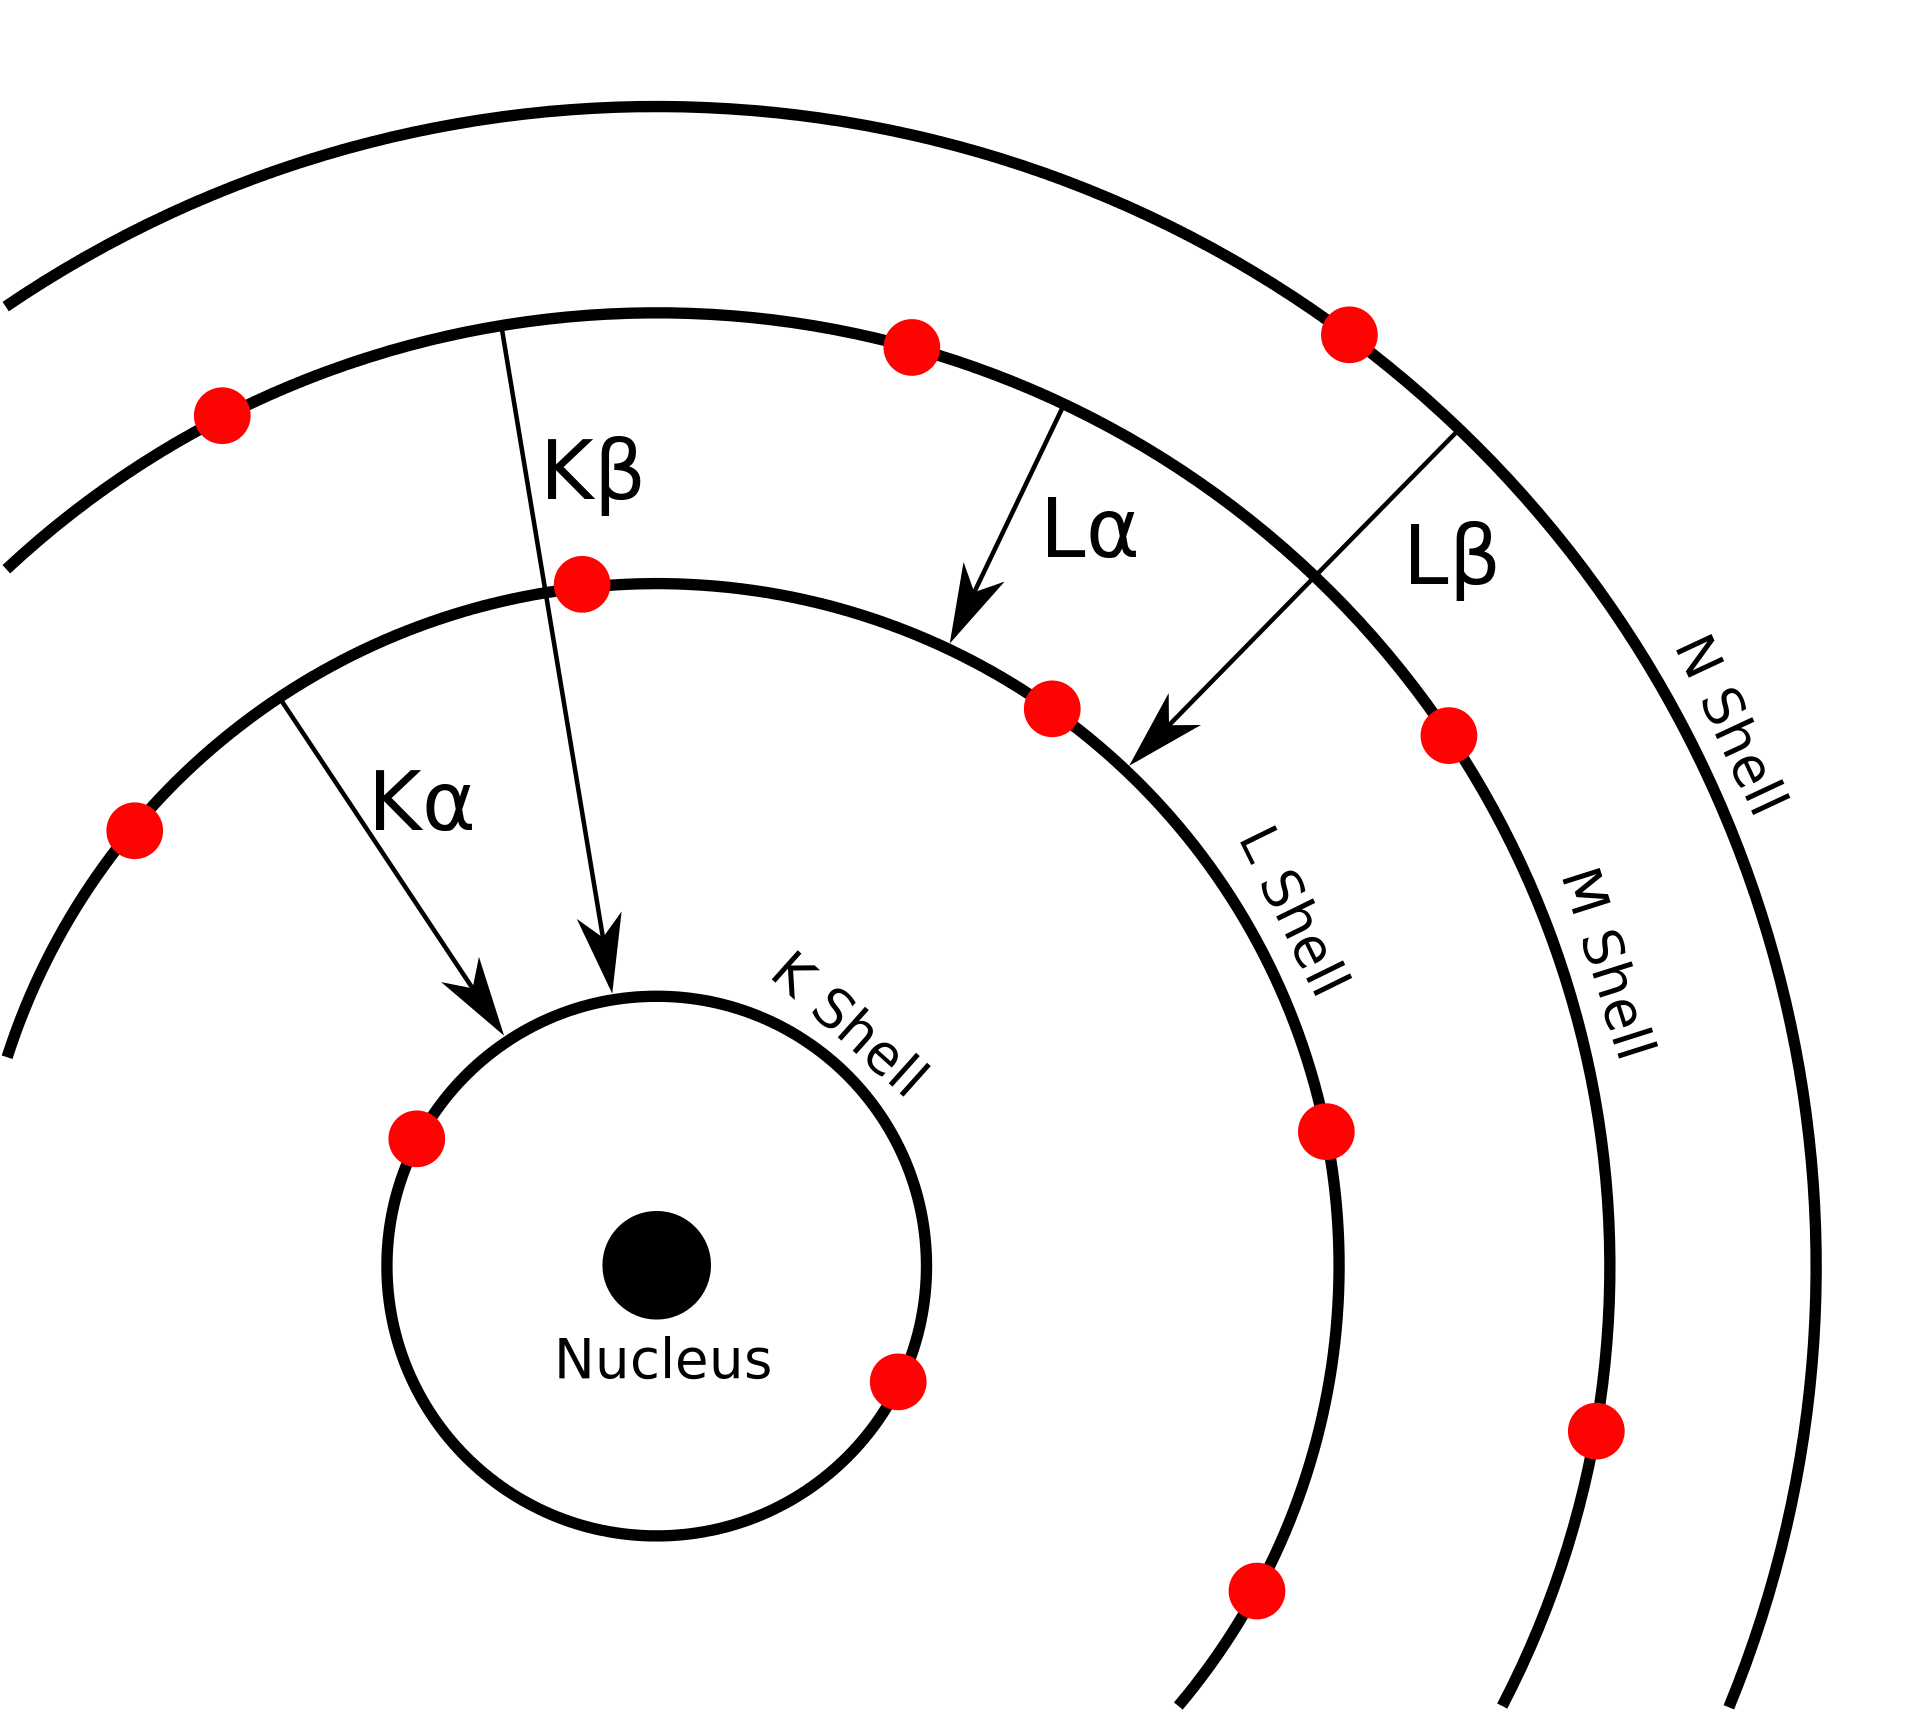 Kβ
Lα
Lβ
Kα
N Shell
L Shell
M Shell
K Shell
Nucleus